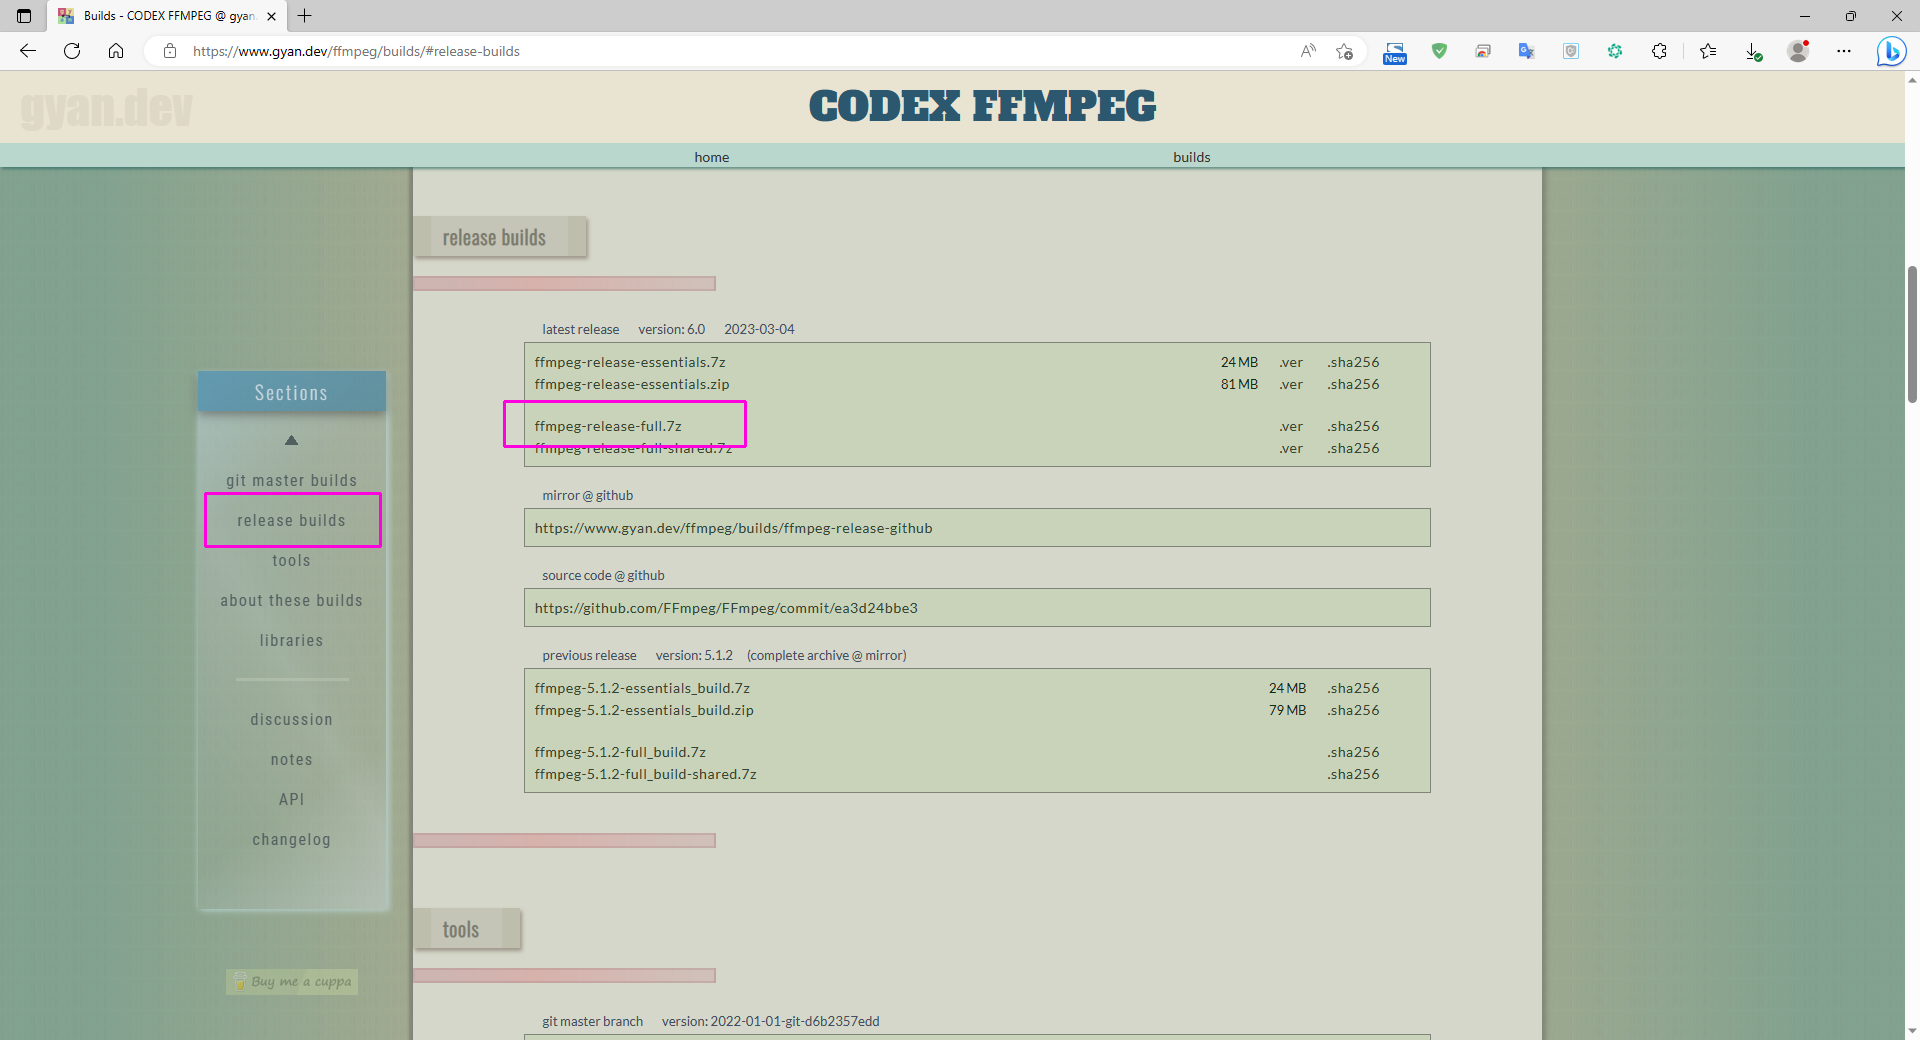 Builds - CODEX FFMPEG @ gyan.
https://www.gyan.dev/ffmpeg/builds/#release-builds
New
gyan.dev
CODEX FFMPEG
home
builds
release builds
latest release version: 6.0 2023-03-04
ffmpeg-release-essentials.7z 24 MB .ver .sha256
ffmpeg-release-essentials.zip 81 MB .ver .sha256
ffmpeg-release-full.7z .ver .sha256
ffmpeg-release-full-shared.7z .ver .sha256
mirror @ github
https://www.gyan.dev/ffmpeg/builds/ffmpeg-release-github
source code @ github
https://github.com/FFmpeg/FFmpeg/commit/ea3d24bbe3
previous release version: 5.1.2 (complete archive @ mirror)
ffmpeg-5.1.2-essentials_build.7z 24 MB .sha256
ffmpeg-5.1.2-essentials_build.zip 79 MB .sha256
ffmpeg-5.1.2-full_build.7z .sha256
ffmpeg-5.1.2-full_build-shared.7z .sha256
tools
git master branch version: 2022-01-01-git-d6b2357edd
Sections
git master builds
release builds
tools
about these builds
libraries
discussion
notes
API
changelog
Buy me a cuppa